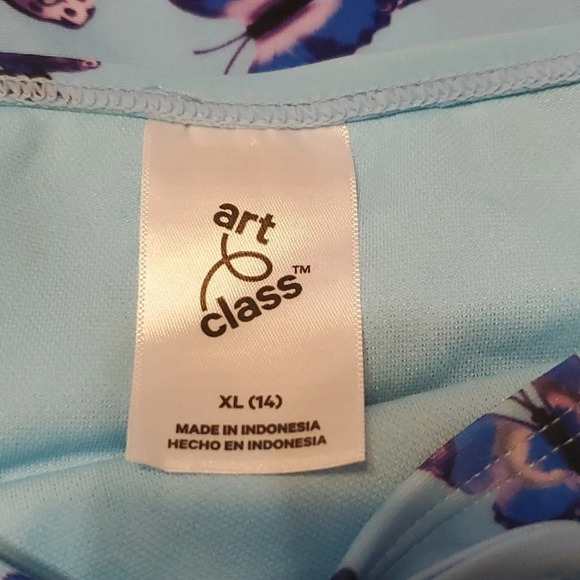 art
class™
XL (14)
MADE IN INDONESIA
HECHO EN INDONESIA